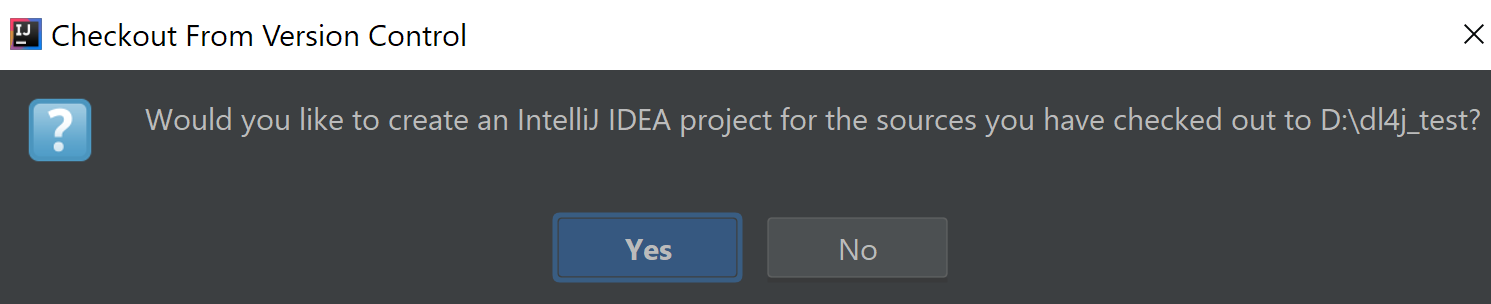 IJ
Checkout From Version Control
?
Would you like to create an IntelliJ IDEA project for the sources you have checked out to D:\dl4j_test?
Yes
No